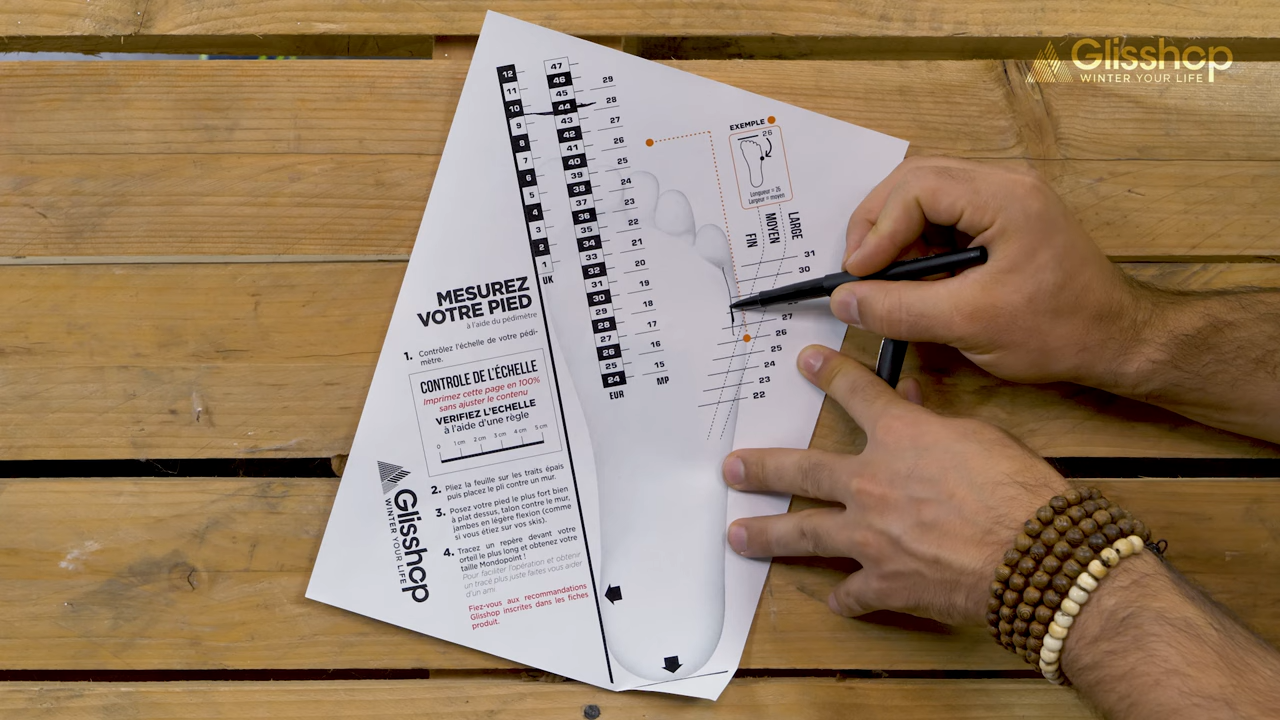 Glisshop
WINTER YOUR LIFE
12
11
10
9
8
7
6
5
4
3
2
1
UK
47
46
45
44
43
42
41
40
39
38
37
36
35
34
33
32
31
30
29
28
27
26
25
24
EUR
29
28
27
26
25
24
23
22
21
20
19
18
17
16
15
MP
EXEMPLE
26
Longueur = 26
Largeur = moyen
FIN
MOYEN
LARGE
31
30
27
26
25
24
23
22
MESUREZ
VOTRE PIED
à l'aide du pédimètre
1. Contrôlez l'échelle de votre pédi-
mètre.
CONTROLE DE L'ÉCHELLE
Imprimez cette page en 100%
sans ajuster le contenu
VERIFIEZ L'ECHELLE
à l'aide d'une règle
0 1 cm 2 cm 3 cm 4 cm 5 cm
2. Pliez la feuille sur les traits épais
puis placez le pli contre un mur.
3. Posez votre pied le plus fort bien
à plat dessus, talon contre le mur,
jambes en légère flexion (comme
si vous étiez sur vos skis).
4. Tracez un repère devant votre
orteil le plus long et obtenez votre
taille Mondopoint !
Pour faciliter l'opération et obtenir
un tracé plus juste faites vous aider
d'un ami
Fiez-vous aux recommandations
Glisshop inscrites dans les fiches
produit.
Glisshop
WINTER YOUR LIFE